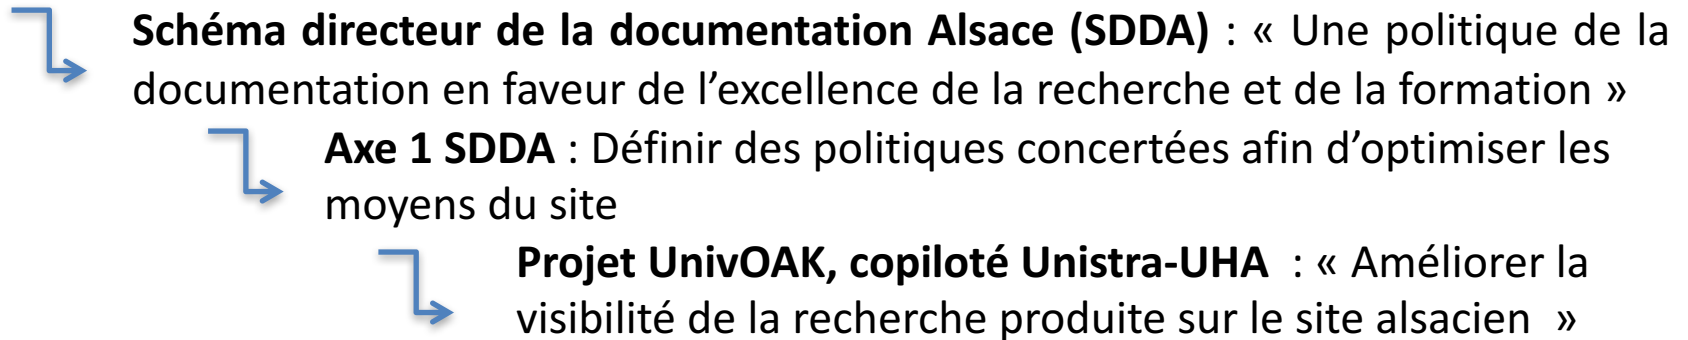 Schéma directeur de la documentation Alsace (SDDA) : « Une politique de la
documentation en faveur de l’excellence de la recherche et de la formation »
Axe 1 SDDA : Définir des politiques concertées afin d’optimiser les
moyens du site
Projet UnivOAK, copiloté Unistra-UHA : « Améliorer la
visibilité de la recherche produite sur le site alsacien »